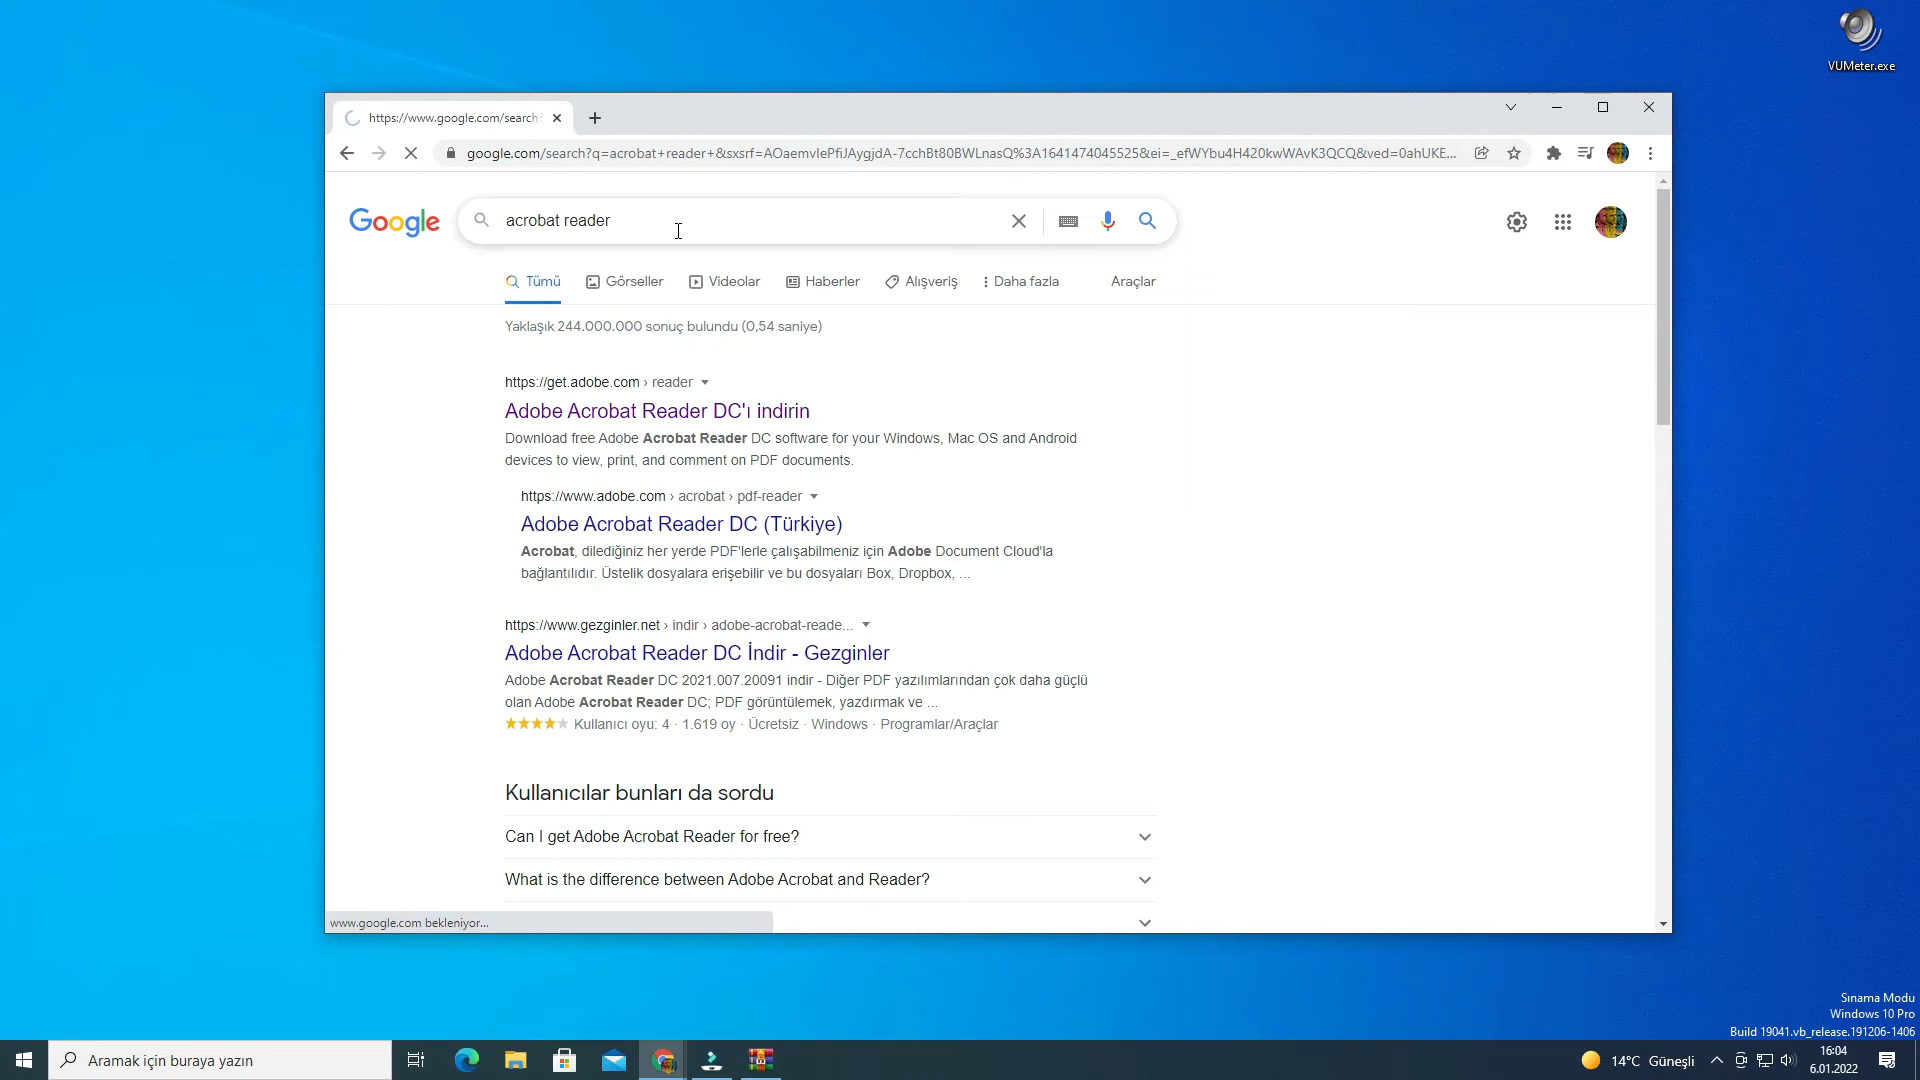 VUMeter.exe
https://www.google.com/search?
google.com/search?q=acrobat+reader+&sxsrf=AOaemvIePfiJAygjdA-7cchBt80BWLnasQ%3A1641474045525&ei=_efWYbu4H420kwWAvK3QCQ&ved=0ahUKE...
Google
acrobat reader
Tümü Görseller Videolar Haberler Alışveriş Daha fazla Araçlar
Yaklaşık 244.000.000 sonuç bulundu (0,54 saniye)
https://get.adobe.com › reader
Adobe Acrobat Reader DC'ı indirin
Download free Adobe Acrobat Reader DC software for your Windows, Mac OS and Android
devices to view, print, and comment on PDF documents.
https://www.adobe.com › acrobat › pdf-reader
Adobe Acrobat Reader DC (Türkiye)
Acrobat, dilediğiniz her yerde PDF'lerle çalışabilmeniz için Adobe Document Cloud'la
bağlantılıdır. Üstelik dosyalara erişebilir ve bu dosyaları Box, Dropbox, ...
https://www.gezginler.net › indir › adobe-acrobat-reade...
Adobe Acrobat Reader DC İndir - Gezginler
Adobe Acrobat Reader DC 2021.007.20091 indir - Diğer PDF yazılımlarından çok daha güçlü
olan Adobe Acrobat Reader DC; PDF görüntülemek, yazdırmak ve ...
Kullanıcı oyu: 4 · 1.619 oy · Ücretsiz · Windows · Programlar/Araçlar
Kullanıcılar bunları da sordu
Can I get Adobe Acrobat Reader for free?
What is the difference between Adobe Acrobat and Reader?
www.google.com bekleniyor...
Sınama Modu
Windows 10 Pro
Build 19041.vb_release.191206-1406
Aramak için buraya yazın
14°C Güneşli
16:04
6.01.2022